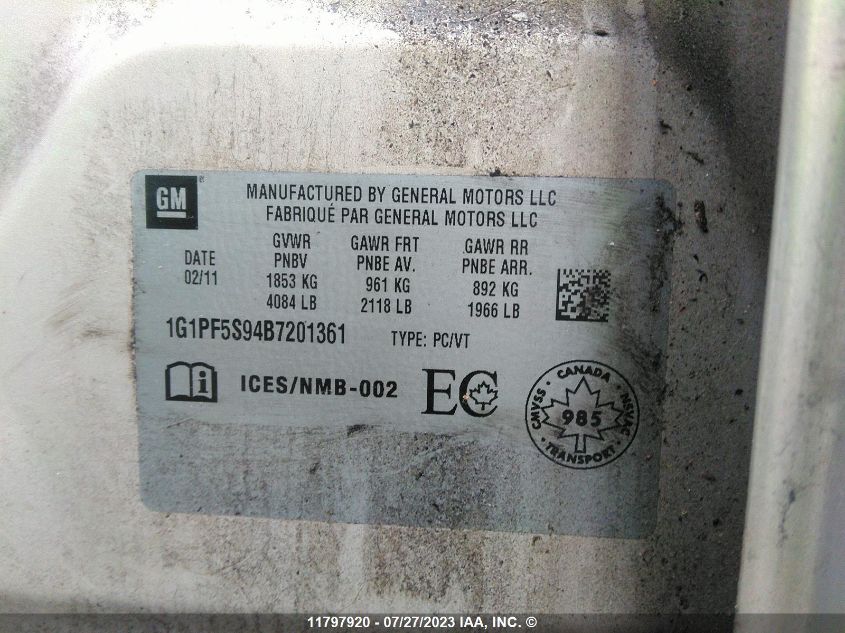 GM®
MANUFACTURED BY GENERAL MOTORS LLC
FABRIQUÉ PAR GENERAL MOTORS LLC
DATE
02/11
GVWR
PNBV
1853 KG
4084 LB
GAWR FRT
PNBE AV.
961 KG
2118 LB
GAWR RR
PNBE ARR.
892 KG
1966 LB
1G1PF5S94B7201361 TYPE: PC/VT
i ICES/NMB-002 EC
· CANADA ·
CMVSS 985 NSVAC
· TRANSPORT ·
11797920 - 07/27/2023 IAA, INC. ©